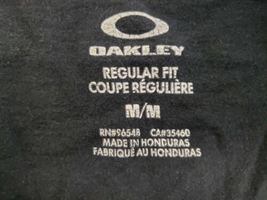 OAKLEY
REGULAR FIT
COUPE RÉGULIÈRE
M/M
RN#96548 CA#35460
MADE IN HONDURAS
FABRIQUÉ AU HONDURAS